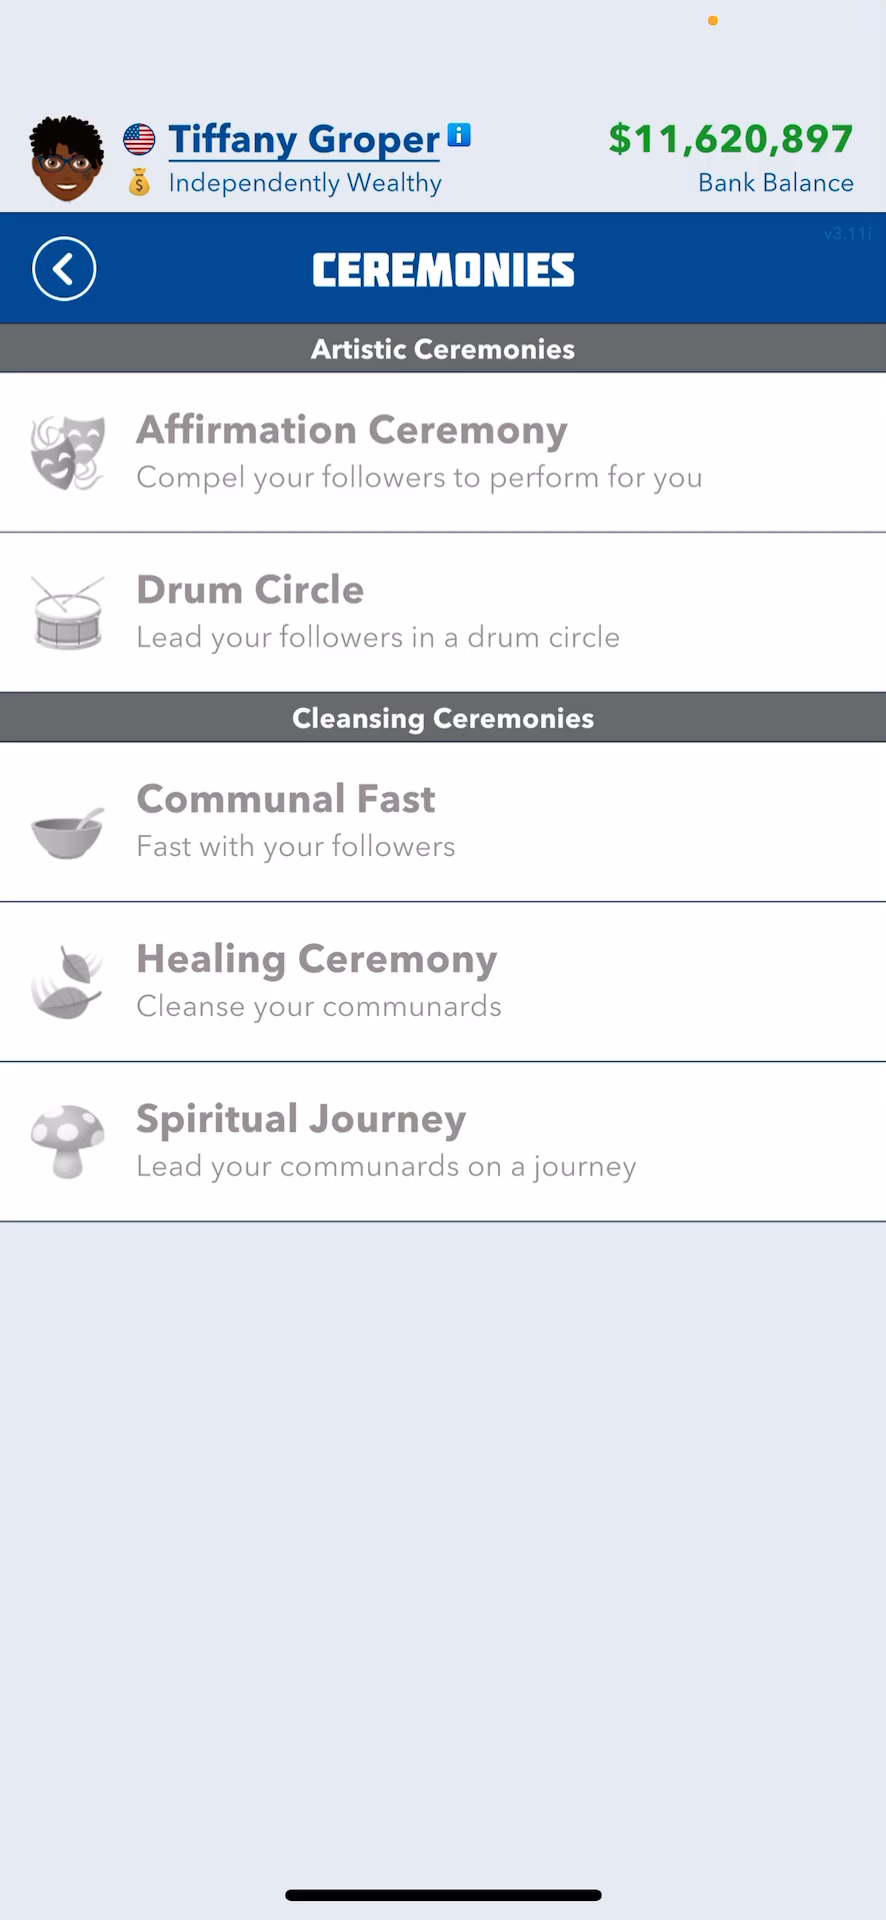 Tiffany Groper
$11,620,897
Independently Wealthy
Bank Balance
v3.11i
CEREMONIES
Artistic Ceremonies
Affirmation Ceremony
Compel your followers to perform for you
Drum Circle
Lead your followers in a drum circle
Cleansing Ceremonies
Communal Fast
Fast with your followers
Healing Ceremony
Cleanse your communards
Spiritual Journey
Lead your communards on a journey